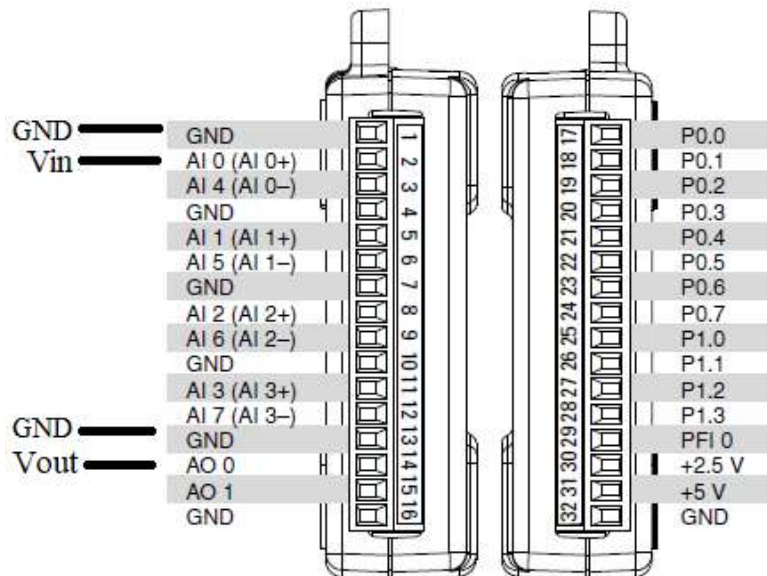 GND
Vin
GND
Vout
GND 1
AI 0 (AI 0+) 2
AI 4 (AI 0–) 3
GND 4
AI 1 (AI 1+) 5
AI 5 (AI 1–) 6
GND 7
AI 2 (AI 2+) 8
AI 6 (AI 2–) 9
GND 10
AI 3 (AI 3+) 11
AI 7 (AI 3–) 12
GND 13
AO 0 14
AO 1 15
GND 16
17 P0.0
18 P0.1
19 P0.2
20 P0.3
21 P0.4
22 P0.5
23 P0.6
24 P0.7
25 P1.0
26 P1.1
27 P1.2
28 P1.3
29 PFI 0
30 +2.5 V
31 +5 V
32 GND